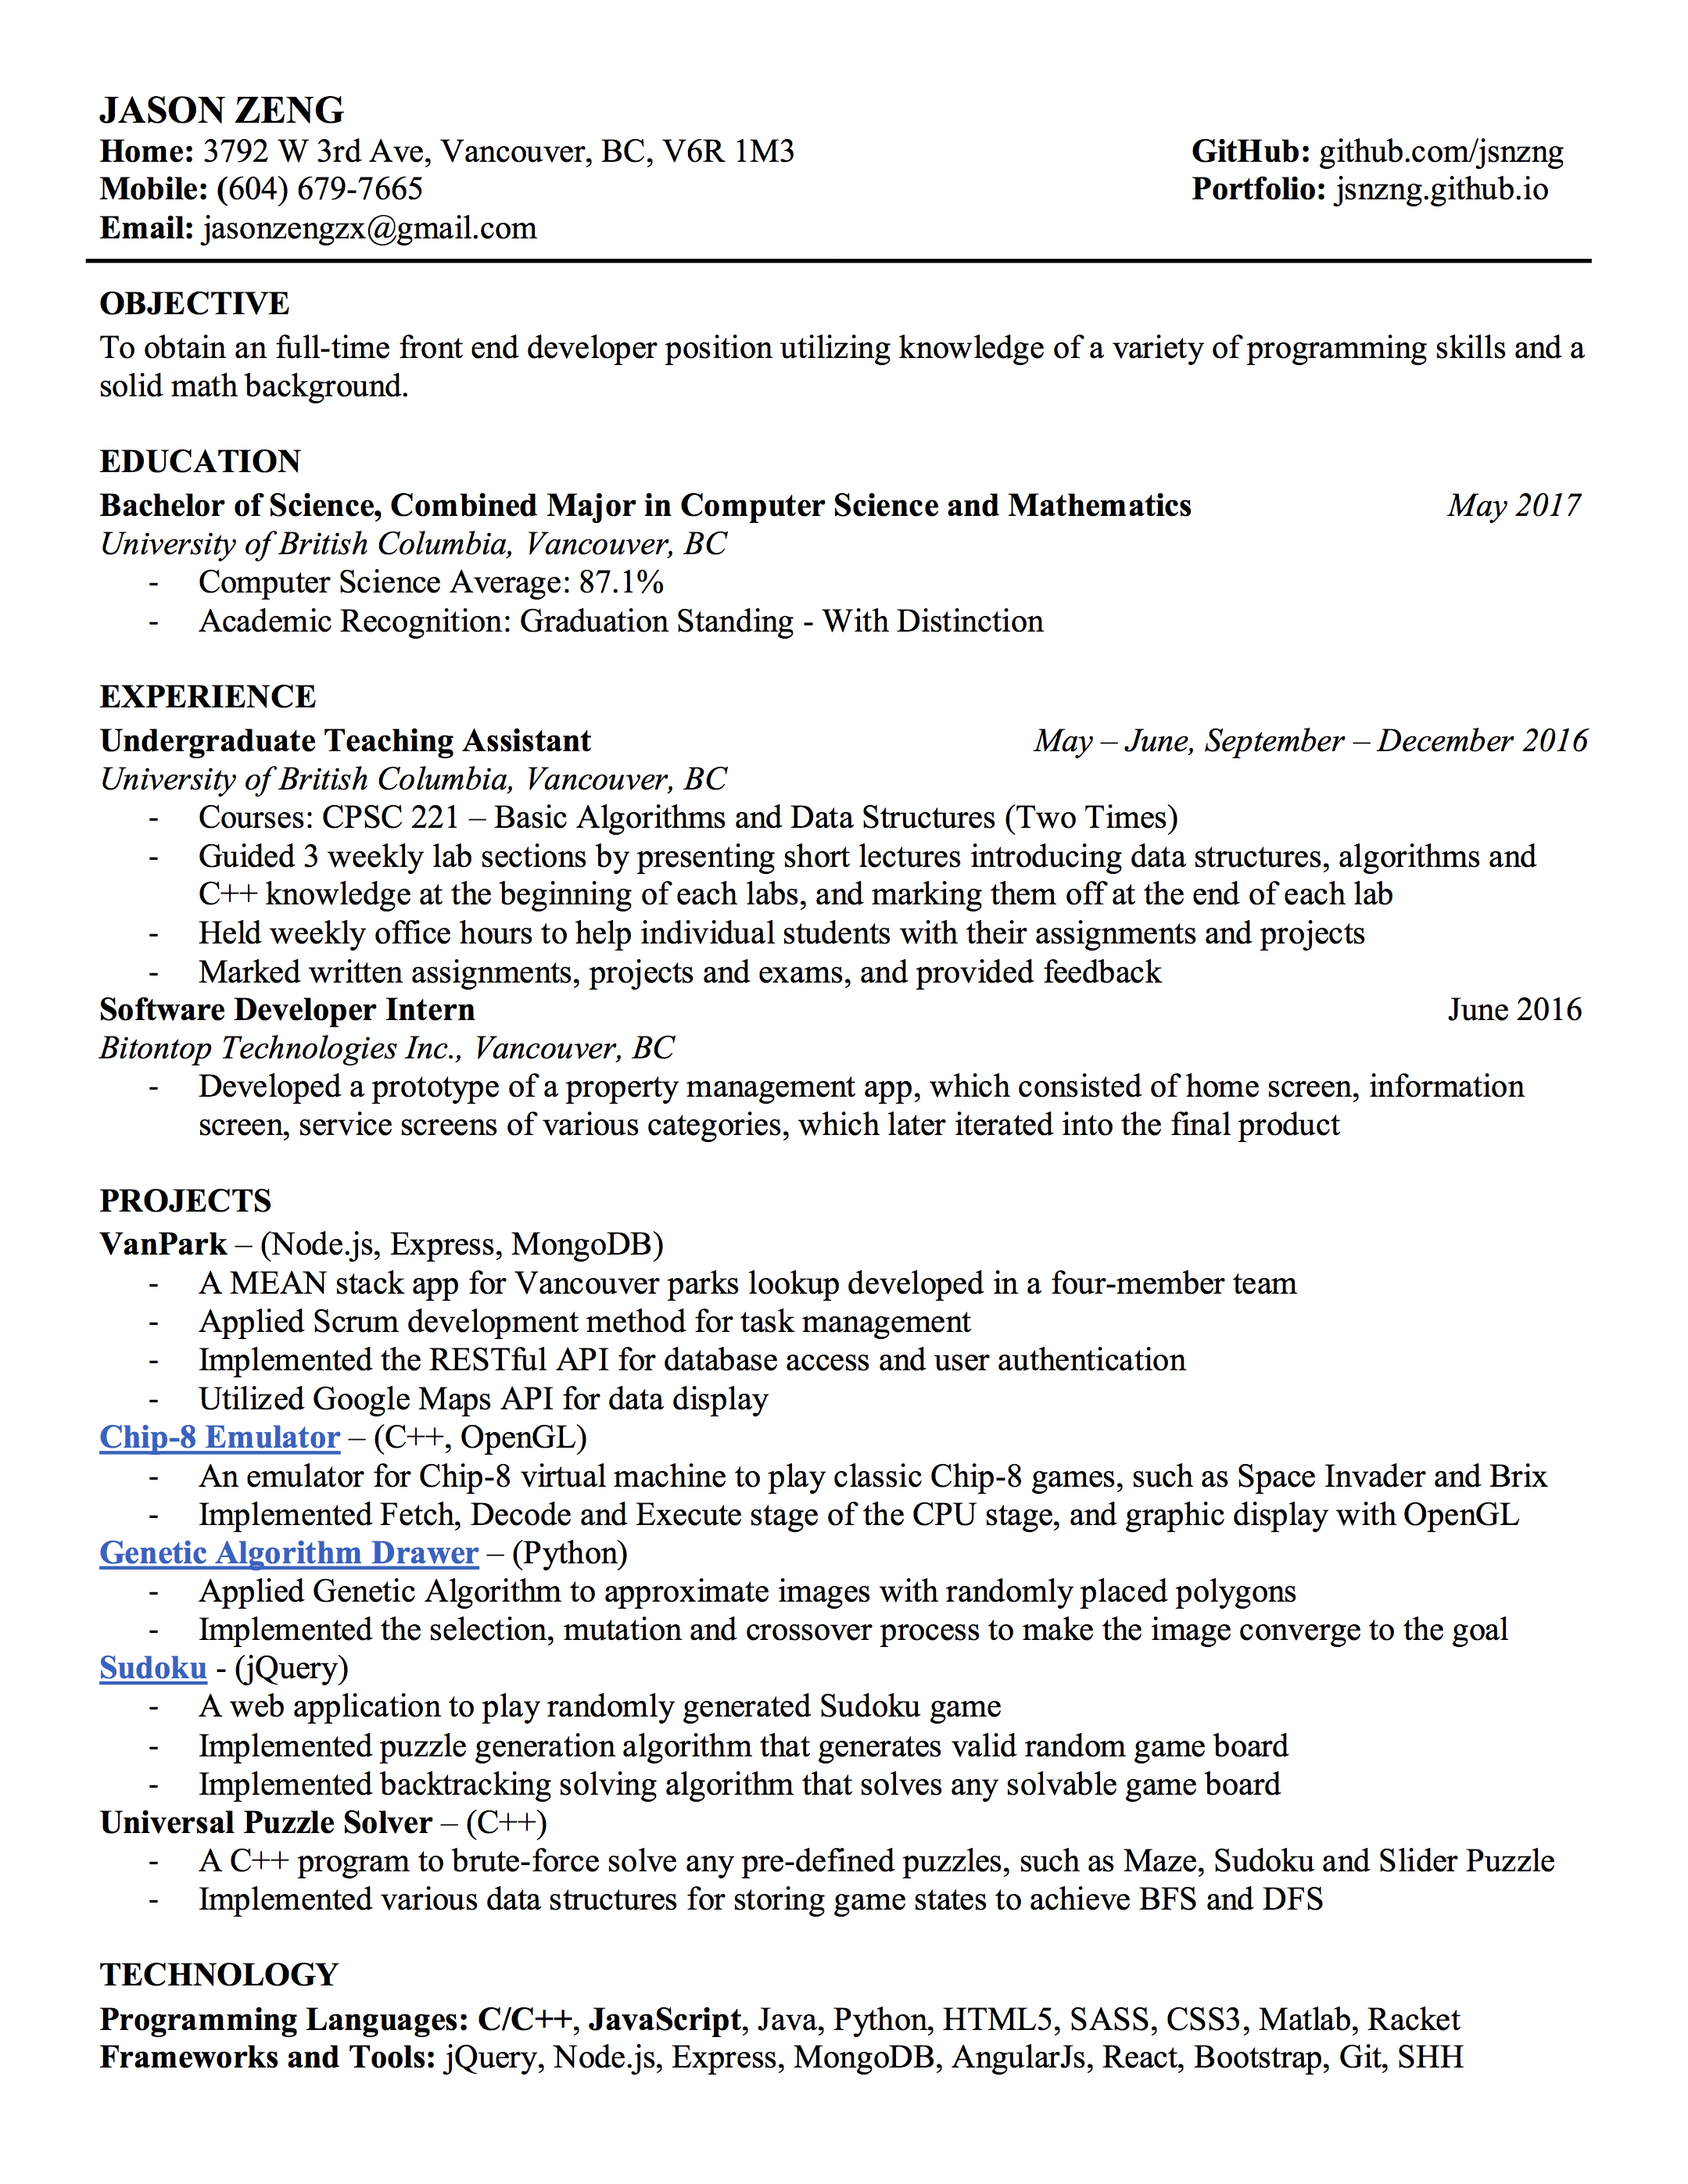 JASON ZENG
Home: 3792 W 3rd Ave, Vancouver, BC, V6R 1M3 GitHub: github.com/jsnzng
Mobile: (604) 679-7665 Portfolio: jsnzng.github.io
Email: jasonzengzx@gmail.com
OBJECTIVE
To obtain an full-time front end developer position utilizing knowledge of a variety of programming skills and a
solid math background.
EDUCATION
Bachelor of Science, Combined Major in Computer Science and Mathematics May 2017
University of British Columbia, Vancouver, BC
- Computer Science Average: 87.1%
- Academic Recognition: Graduation Standing - With Distinction
EXPERIENCE
Undergraduate Teaching Assistant May – June, September – December 2016
University of British Columbia, Vancouver, BC
- Courses: CPSC 221 – Basic Algorithms and Data Structures (Two Times)
- Guided 3 weekly lab sections by presenting short lectures introducing data structures, algorithms and
C++ knowledge at the beginning of each labs, and marking them off at the end of each lab
- Held weekly office hours to help individual students with their assignments and projects
- Marked written assignments, projects and exams, and provided feedback
Software Developer Intern June 2016
Bitontop Technologies Inc., Vancouver, BC
- Developed a prototype of a property management app, which consisted of home screen, information
screen, service screens of various categories, which later iterated into the final product
PROJECTS
VanPark – (Node.js, Express, MongoDB)
- A MEAN stack app for Vancouver parks lookup developed in a four-member team
- Applied Scrum development method for task management
- Implemented the RESTful API for database access and user authentication
- Utilized Google Maps API for data display
Chip-8 Emulator – (C++, OpenGL)
- An emulator for Chip-8 virtual machine to play classic Chip-8 games, such as Space Invader and Brix
- Implemented Fetch, Decode and Execute stage of the CPU stage, and graphic display with OpenGL
Genetic Algorithm Drawer – (Python)
- Applied Genetic Algorithm to approximate images with randomly placed polygons
- Implemented the selection, mutation and crossover process to make the image converge to the goal
Sudoku - (jQuery)
- A web application to play randomly generated Sudoku game
- Implemented puzzle generation algorithm that generates valid random game board
- Implemented backtracking solving algorithm that solves any solvable game board
Universal Puzzle Solver – (C++)
- A C++ program to brute-force solve any pre-defined puzzles, such as Maze, Sudoku and Slider Puzzle
- Implemented various data structures for storing game states to achieve BFS and DFS
TECHNOLOGY
Programming Languages: C/C++, JavaScript, Java, Python, HTML5, SASS, CSS3, Matlab, Racket
Frameworks and Tools: jQuery, Node.js, Express, MongoDB, AngularJs, React, Bootstrap, Git, SHH